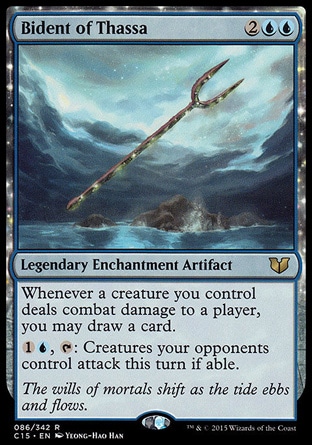 Bident of Thassa 2
Legendary Enchantment Artifact
Whenever a creature you control
deals combat damage to a player,
you may draw a card.
1 , : Creatures your opponents
control attack this turn if able.
The wills of mortals shift as the tide ebbs
and flows.
086/342 R
C15 • EN Yeong-Hao Han
™ & © 2015 Wizards of the Coast